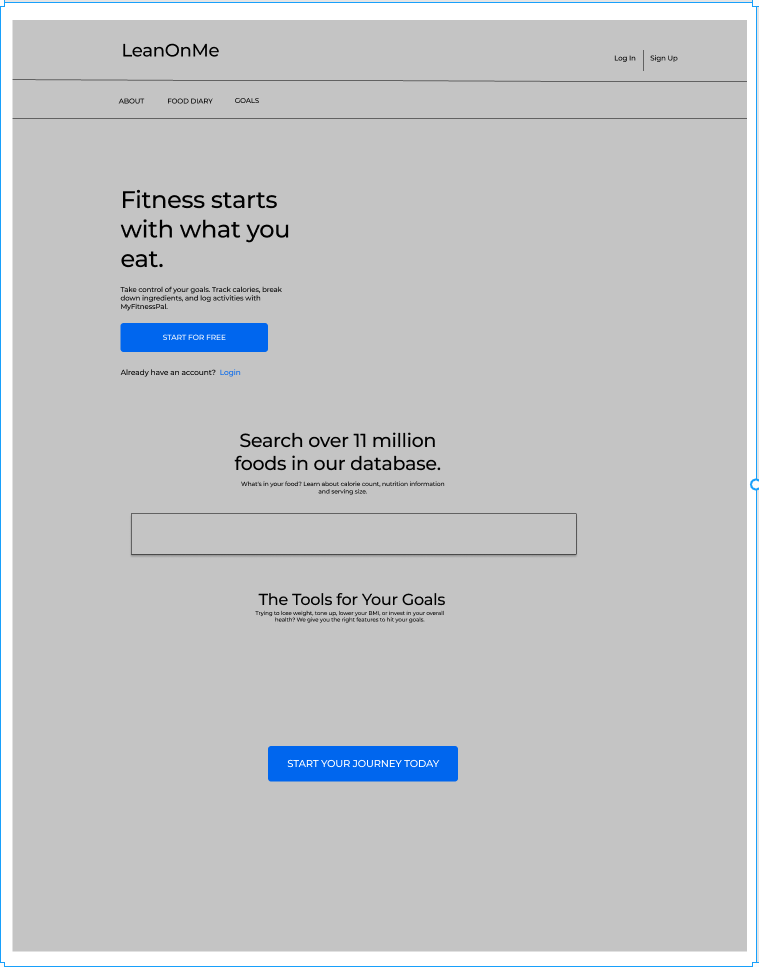 LeanOnMe
Log In
Sign Up
ABOUT
FOOD DIARY
GOALS
Fitness starts
with what you
eat.
Take control of your goals. Track calories, break
down ingredients, and log activities with
MyFitnessPal.
START FOR FREE
Already have an account? Login
Search over 11 million
foods in our database.
What's in your food? Learn about calorie count, nutrition information
and serving size.
The Tools for Your Goals
Trying to lose weight, tone up, lower your BMI, or invest in your overall
health? We give you the right features to hit your goals.
START YOUR JOURNEY TODAY